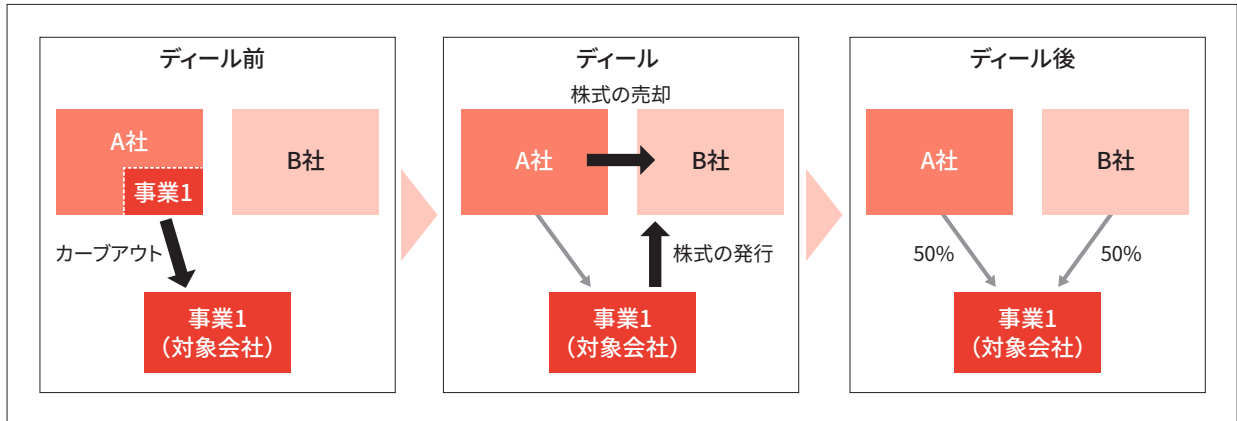 ディール前
A社
事業1
B社
カーブアウト
事業1
（対象会社）
ディール
株式の売却
A社
B社
株式の発行
事業1
（対象会社）
ディール後
A社
B社
50%
50%
事業1
（対象会社）